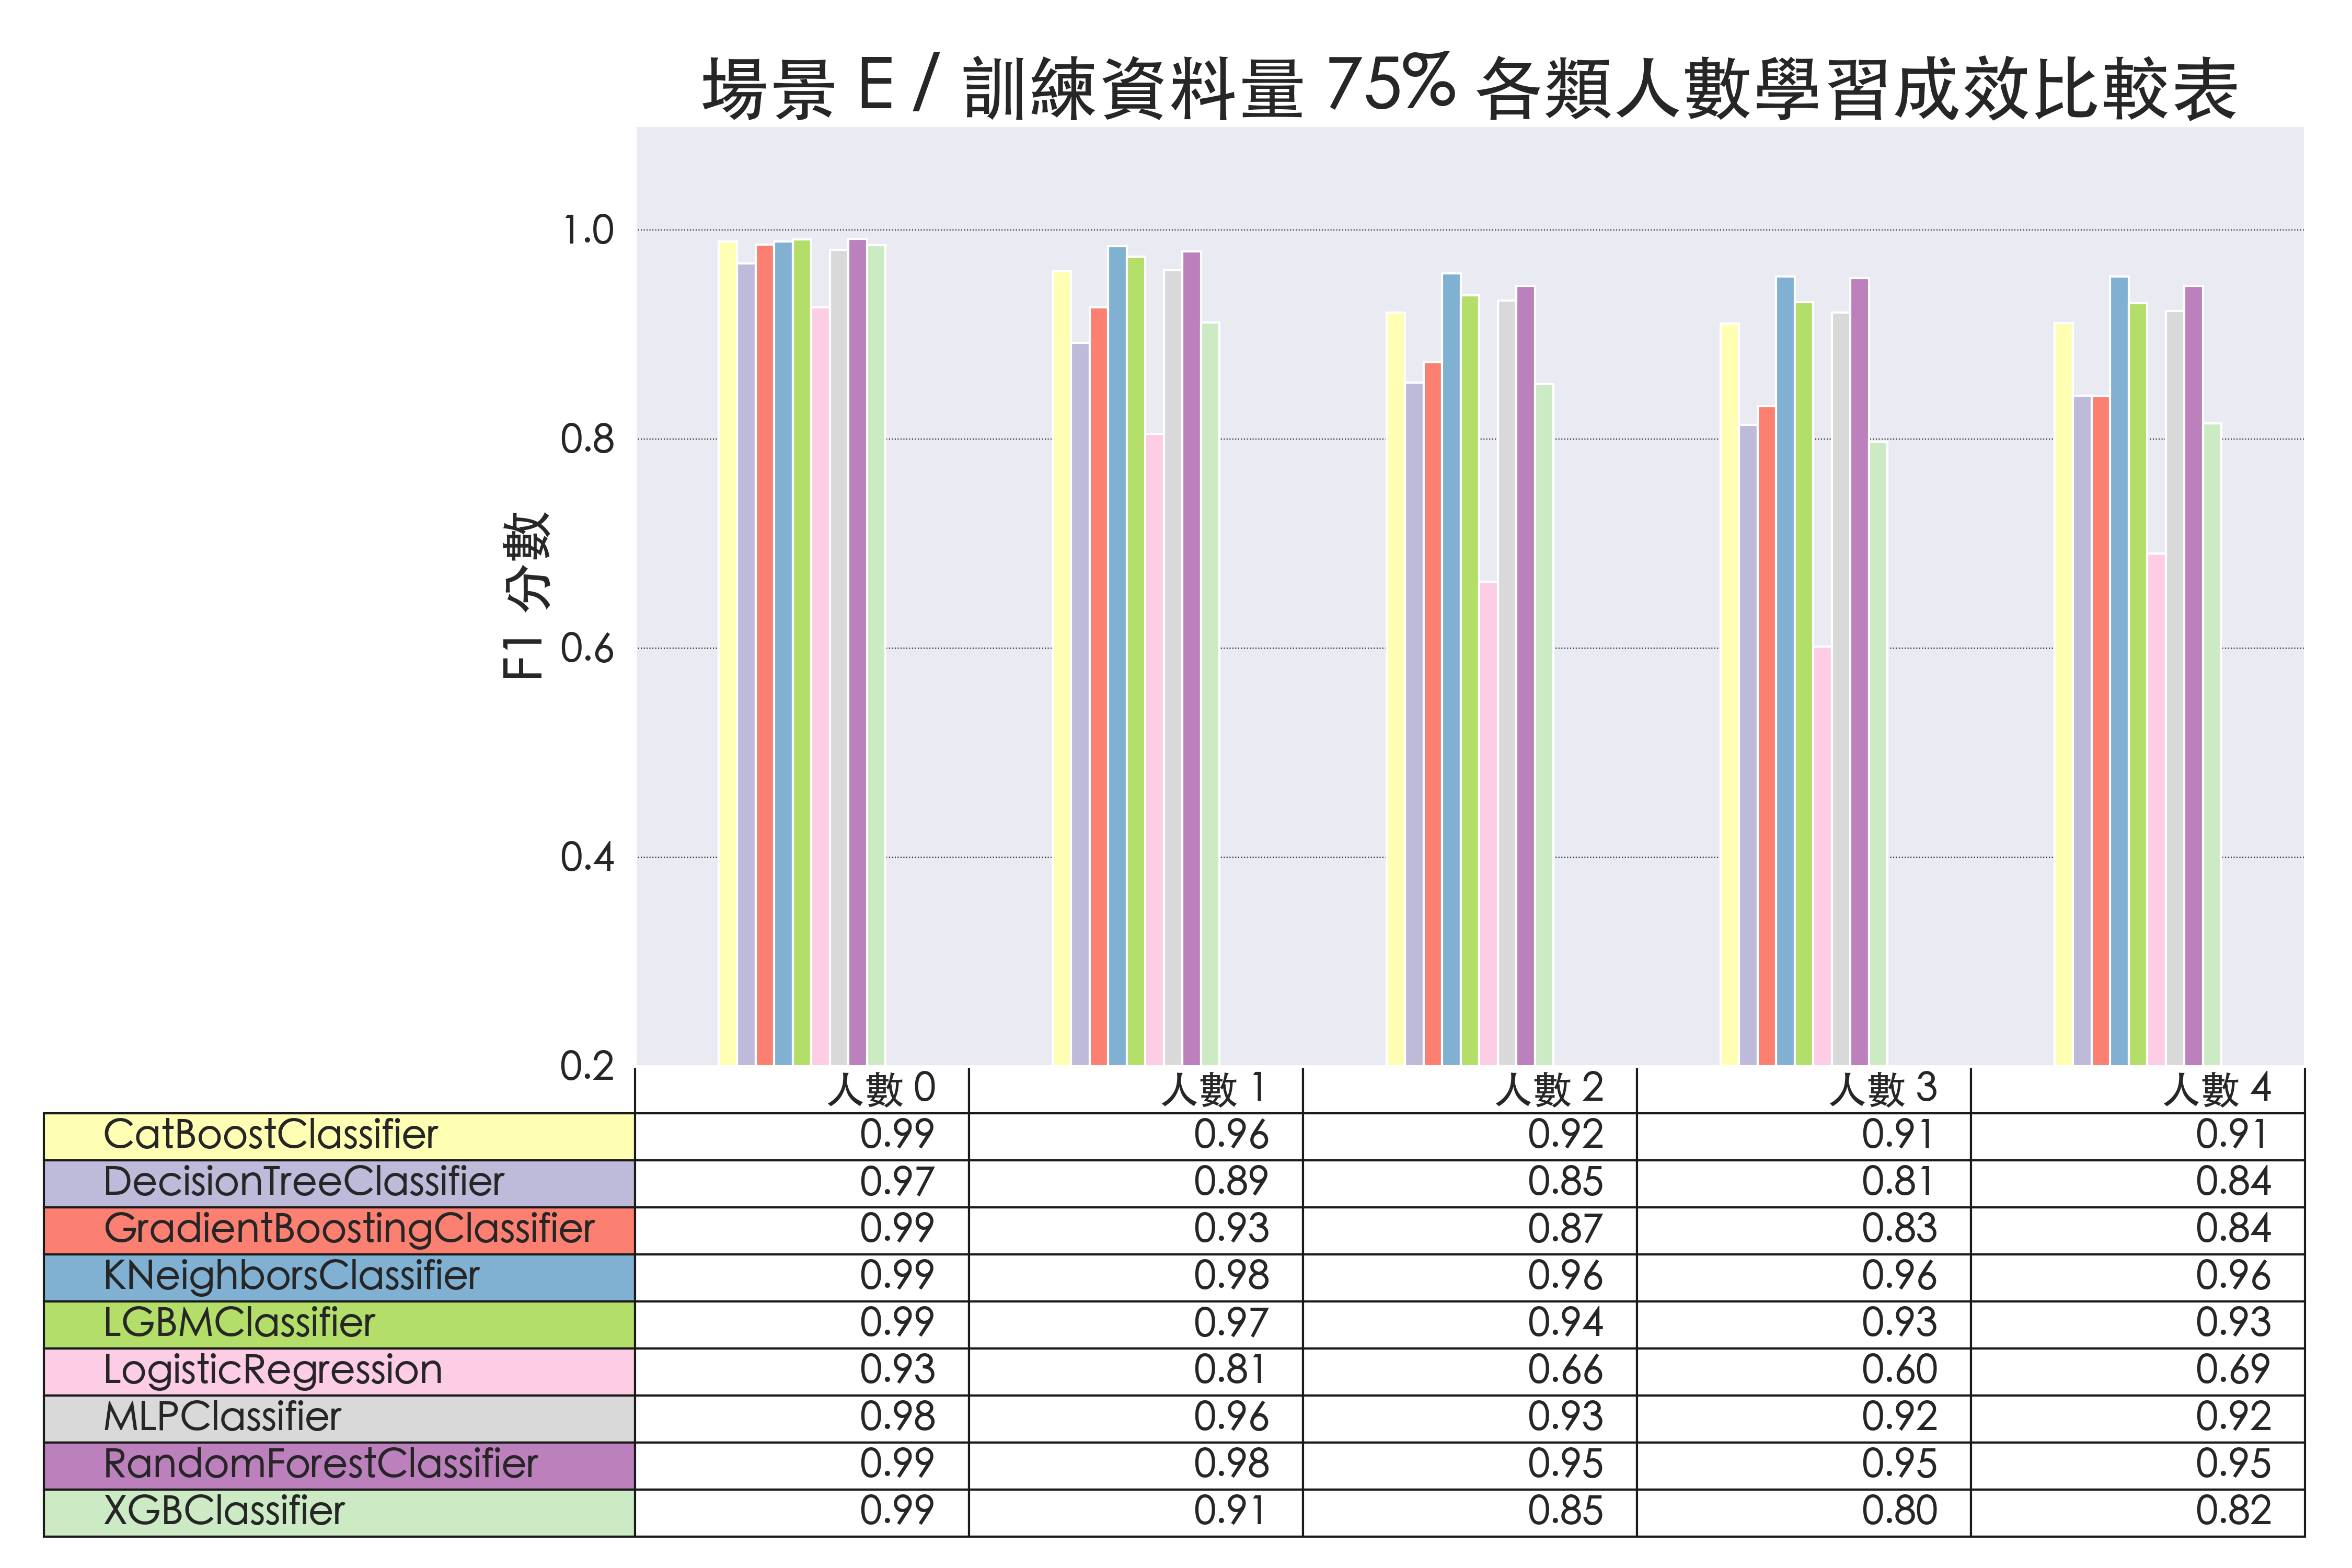 場景 E / 訓練資料量 75% 各類人數學習成效比較表
F1 分數
1.0
0.8
0.6
0.4
0.2
人數 0 人數 1 人數 2 人數 3 人數 4
CatBoostClassifier 0.99 0.96 0.92 0.91 0.91
DecisionTreeClassifier 0.97 0.89 0.85 0.81 0.84
GradientBoostingClassifier 0.99 0.93 0.87 0.83 0.84
KNeighborsClassifier 0.99 0.98 0.96 0.96 0.96
LGBMClassifier 0.99 0.97 0.94 0.93 0.93
LogisticRegression 0.93 0.81 0.66 0.60 0.69
MLPClassifier 0.98 0.96 0.93 0.92 0.92
RandomForestClassifier 0.99 0.98 0.95 0.95 0.95
XGBClassifier 0.99 0.91 0.85 0.80 0.82